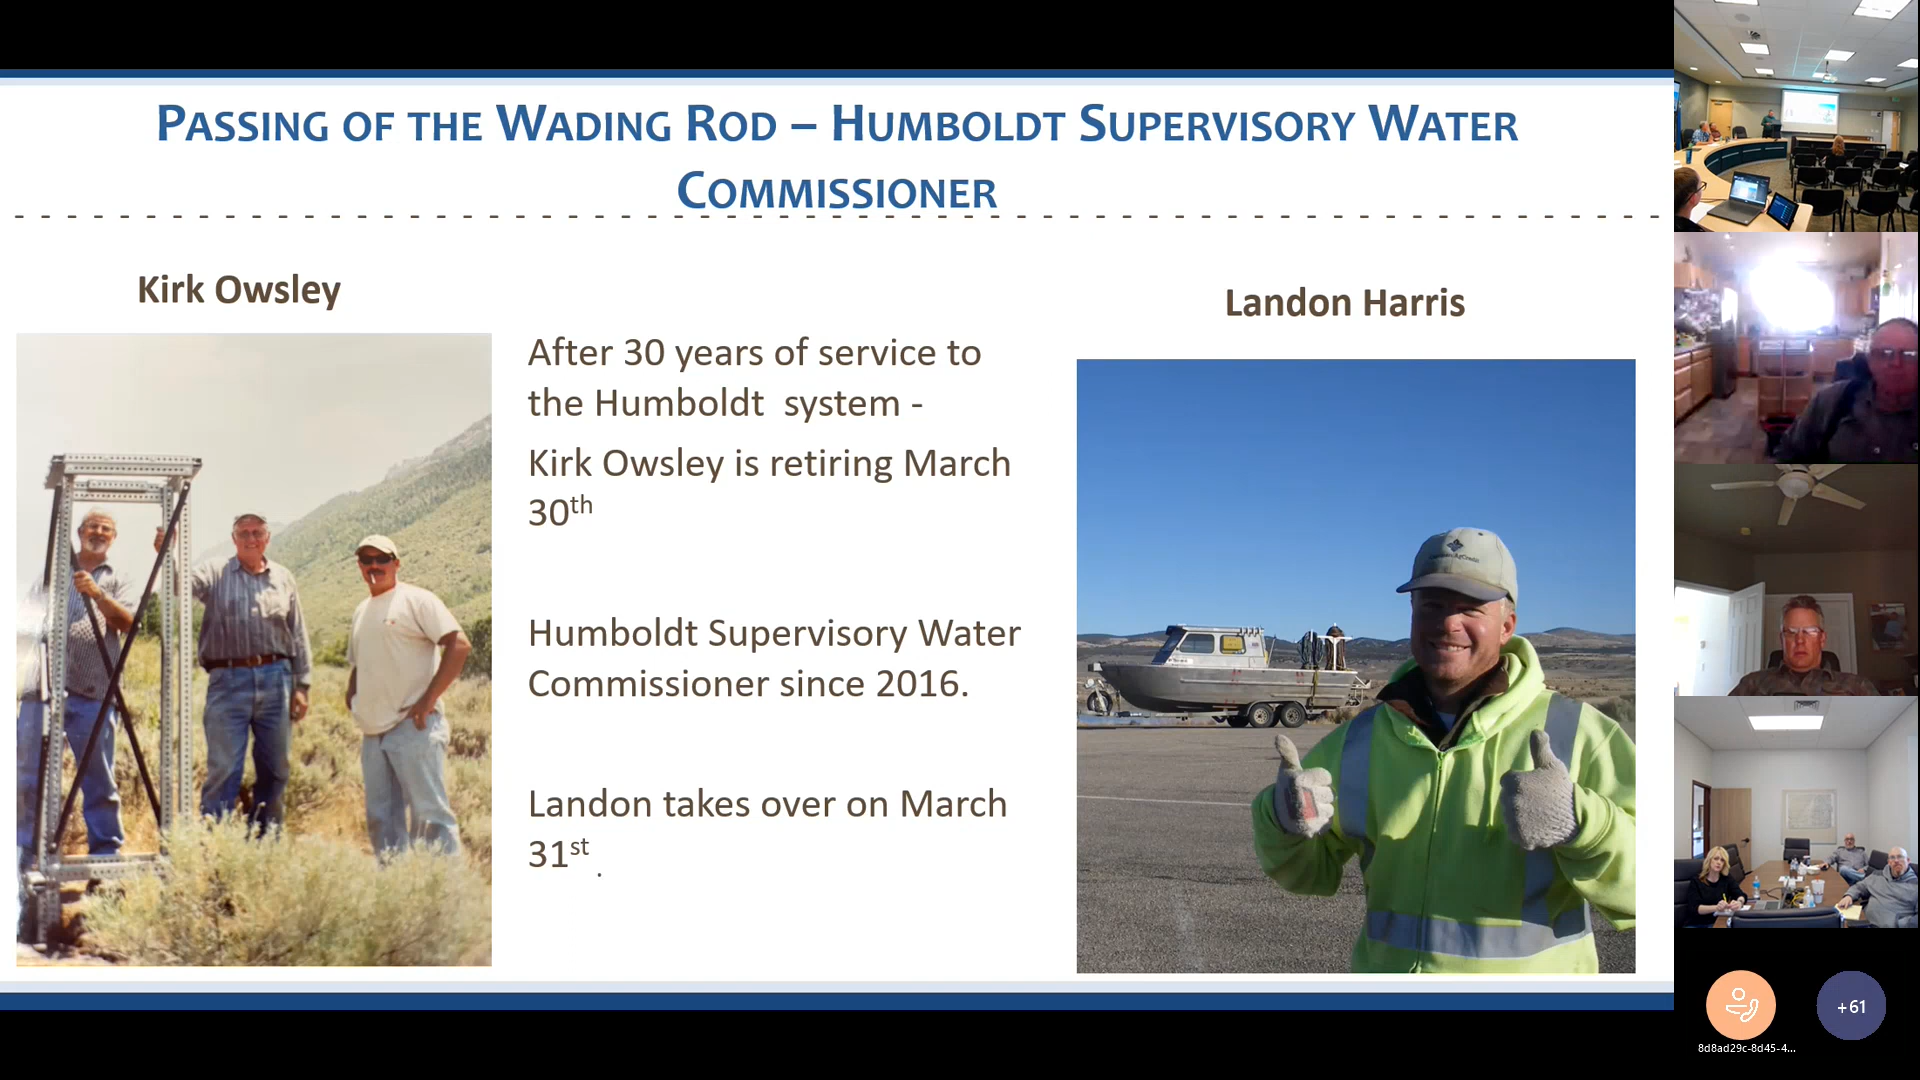 PASSING OF THE WADING ROD – HUMBOLDT SUPERVISORY WATER
COMMISSIONER
Kirk Owsley
Landon Harris
After 30 years of service to
the Humboldt  system -
Kirk Owsley is retiring March
30th
Humboldt Supervisory Water
Commissioner since 2016.
Landon takes over on March
31st .
+61
8d8ad29c-8d45-4...